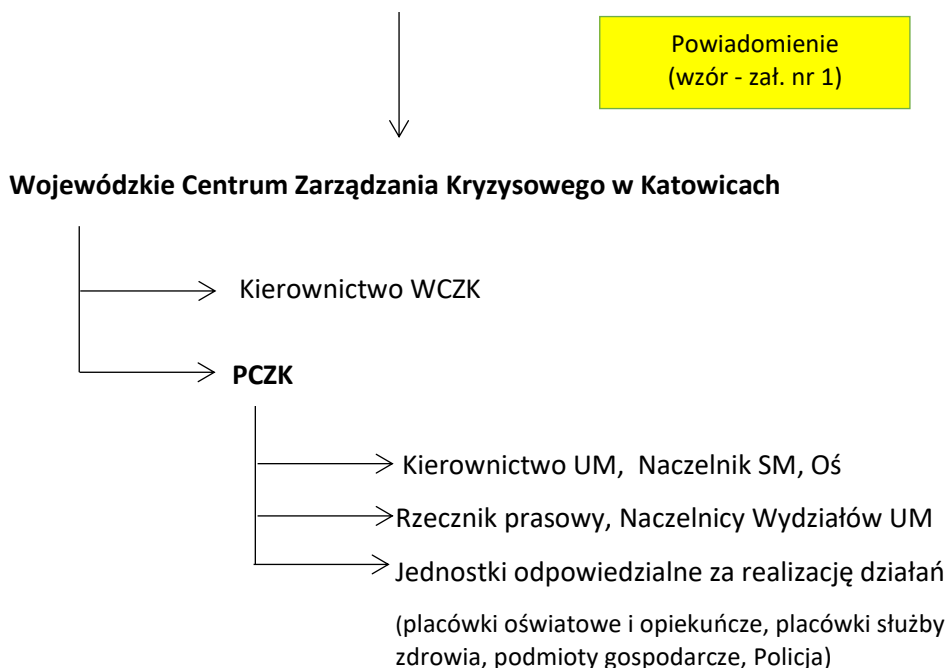 Powiadomienie
(wzór - zał. nr 1)
Wojewódzkie Centrum Zarządzania Kryzysowego w Katowicach
Kierownictwo WCZK
PCZK
Kierownictwo UM, Naczelnik SM, Oś
Rzecznik prasowy, Naczelnicy Wydziałów UM
Jednostki odpowiedzialne za realizację działań
(placówki oświatowe i opiekuńcze, placówki służby
zdrowia, podmioty gospodarcze, Policja)